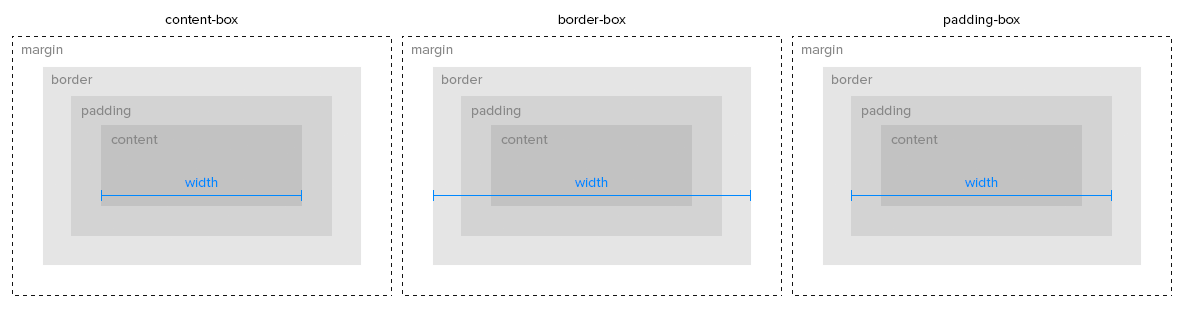 content-box
margin
border
padding
content
width
border-box
margin
border
padding
content
width
padding-box
margin
border
padding
content
width